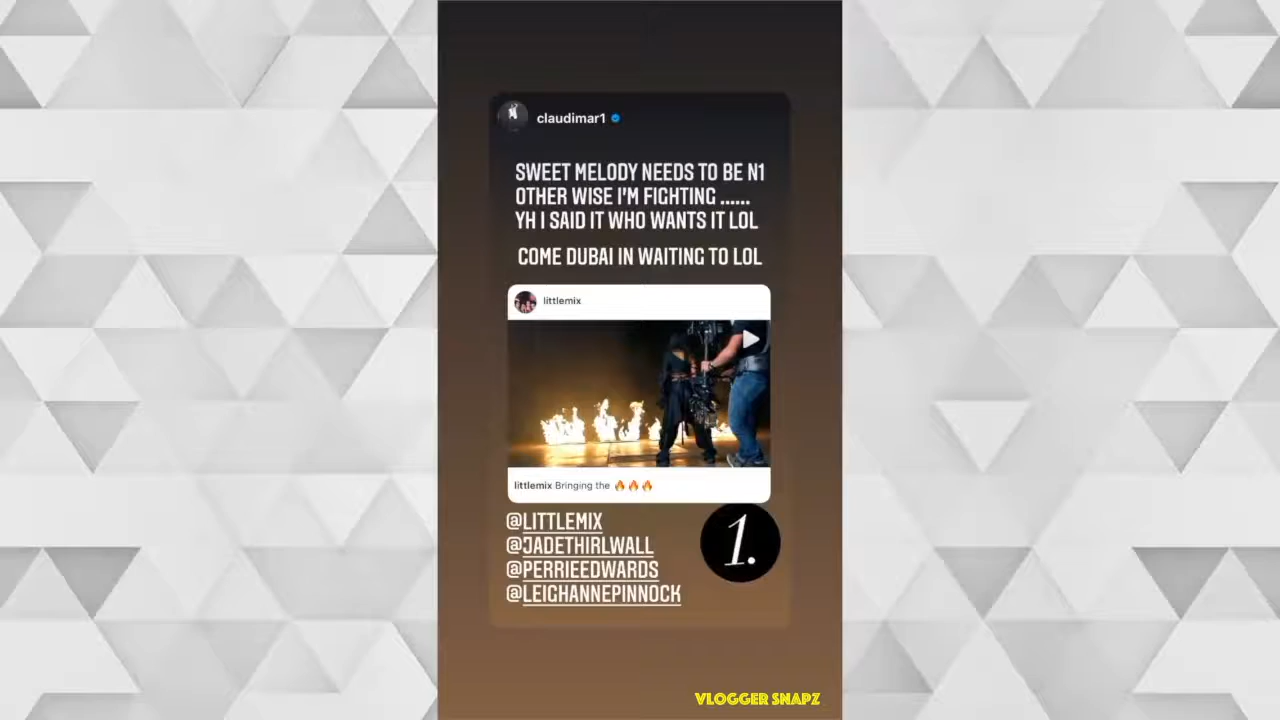 claudimar1
SWEET MELODY NEEDS TO BE N1
OTHER WISE I'M FIGHTING ......
YH I SAID IT WHO WANTS IT LOL
COME DUBAI IN WAITING TO LOL
littlemix
littlemix Bringing the 🔥🔥🔥
@LITTLEMIX
@JADETHIRLWALL
@PERRIEEDWARDS
@LEIGHANNEPINNOCK
1.
VLOGGER SNAPZ